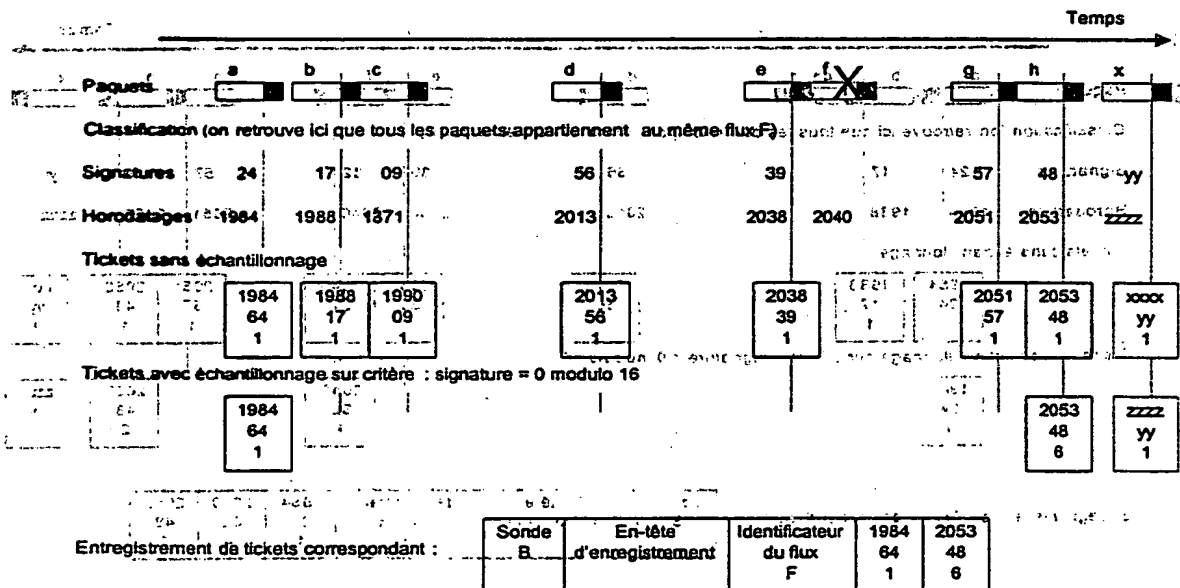 Temps
a b c d e f g h x
Paquets
X
Classification (on retrouve ici que tous les paquets appartiennent au même flux F)
Signatures 24 17 09 56 39 57 48 yy
Horodatages 1984 1988 1371 2013 2038 2040 2051 2053 zzzz
Tickets sans échantillonnage
1984 1988 1990 2013 2038 2051 2053 xxxx
64 17 09 56 39 57 48 yy
1 1 1 1 1 1 1 1
Tickets avec échantillonnage sur critère : signature = 0 modulo 16
1984 2053 zzzz
64 48 yy
1 6 1
Sonde En-tête Identificateur 1984 2053
Entregistrement de tickets correspondant : B d'enregistrement du flux 64 48
F 1 6